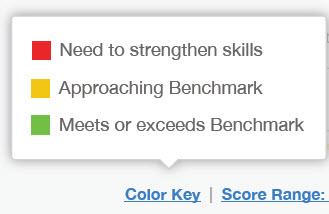 Need to strengthen skills
Approaching Benchmark
Meets or exceeds Benchmark
Color Key | Score Range: